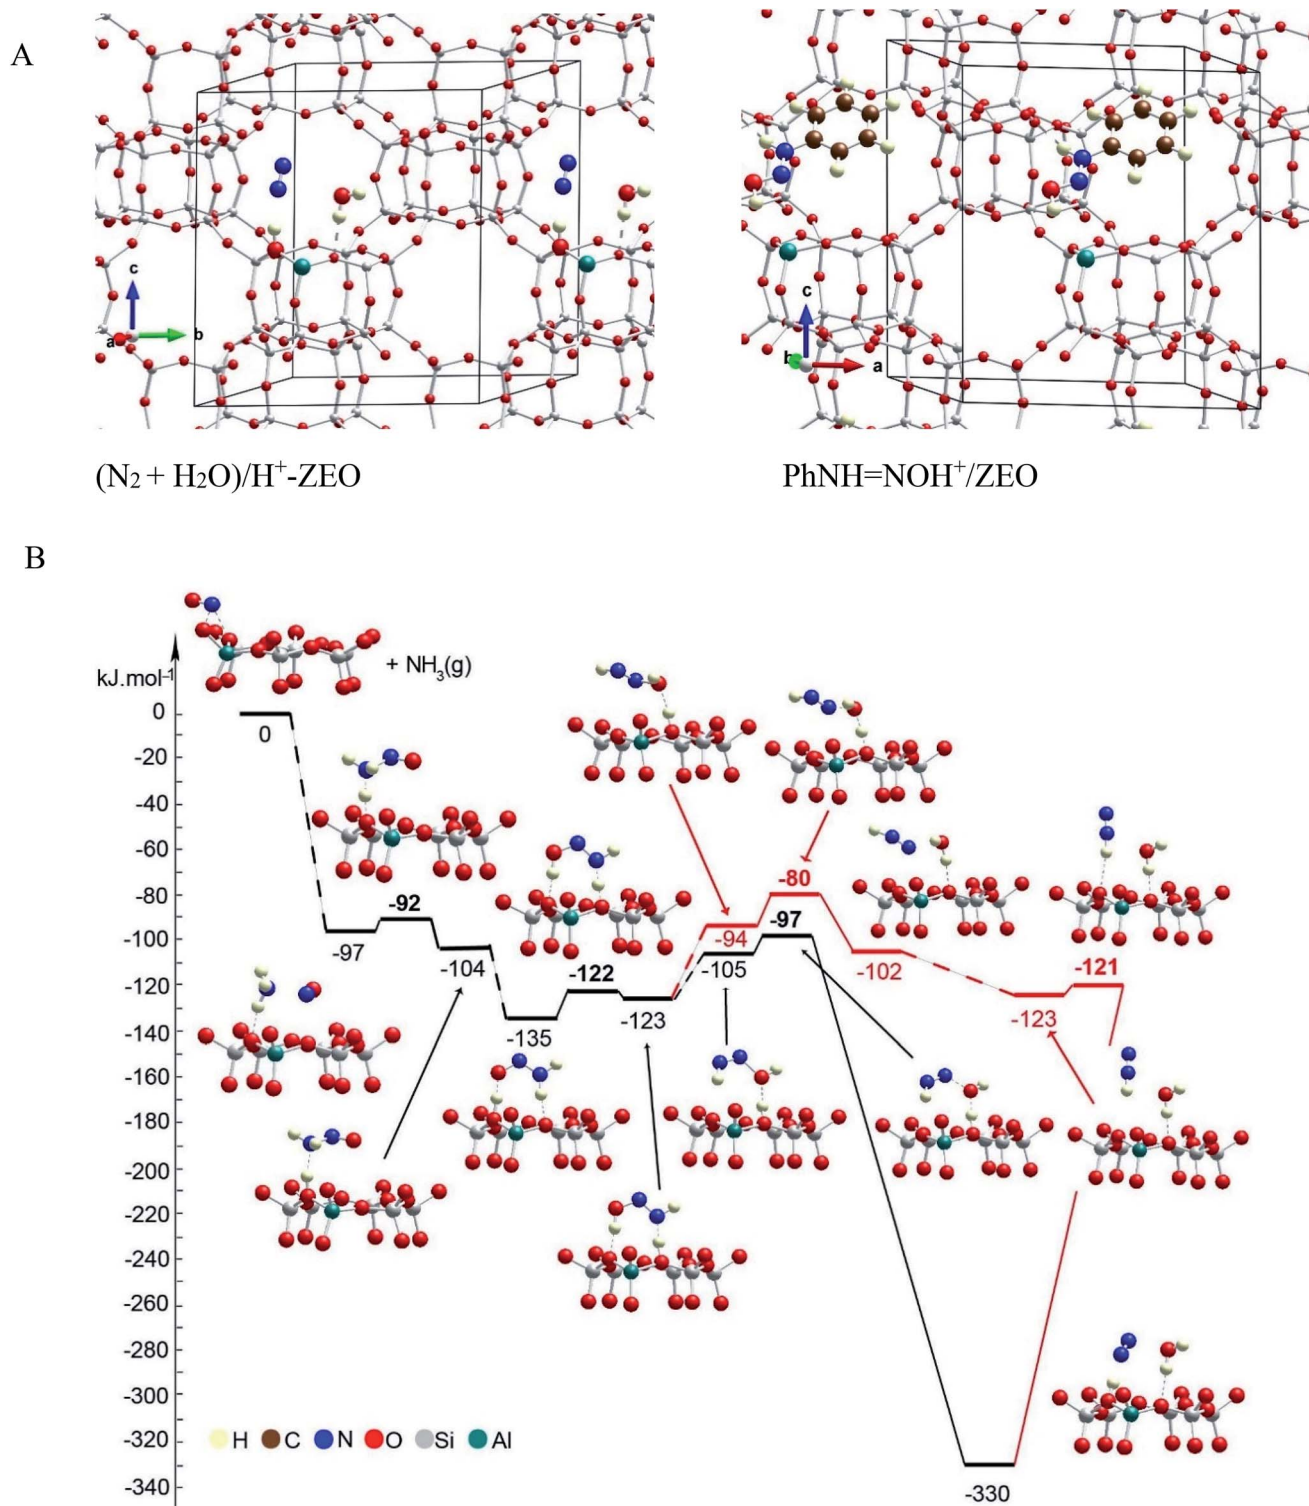 A
c
a
b
c
b
a
(N₂ + H₂O)/H⁺-ZEO
PhNH=NOH⁺/ZEO
B
+ NH₃(g)
kJ.mol⁻¹
0
-20
-40
-60
-80
-100
-120
-140
-160
-180
-200
-220
-240
-260
-280
-300
-320
-340
0
-97
-92
-104
-135
-122
-123
-94
-105
-80
-97
-102
-123
-121
-330
H C N O Si Al